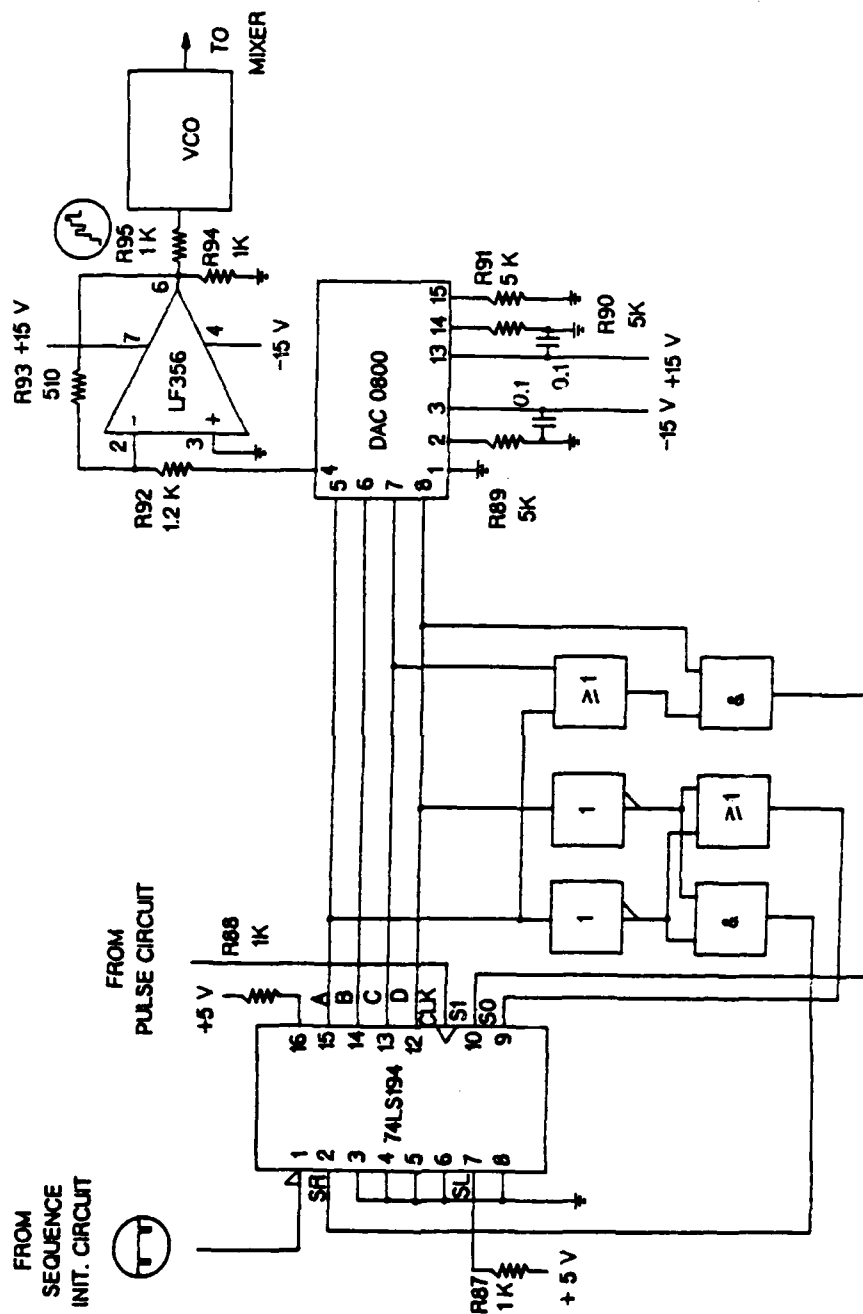 FROM
SEQUENCE
INIT. CIRCUIT
FROM
PULSE CIRCUIT
R87
1 K
+ 5 V
+5 V
R88
1K
74LS194
1
2
3
4
5
6
7
8
SR
SL
16
15
14
13
12
10
9
A
B
C
D
CLK
S1
S0
1
1
≥1
&
≥1
&
DAC 0800
4
5
6
7
8
1
2
3
13
14
15
R89
5K
0.1
0.1
-15 V
+15 V
R90
5K
R91
5 K
R92
1.2 K
R93
510
+15 V
LF356
2
3
-
+
7
4
6
-15 V
R95
1 K
R94
1K
VCO
TO
MIXER